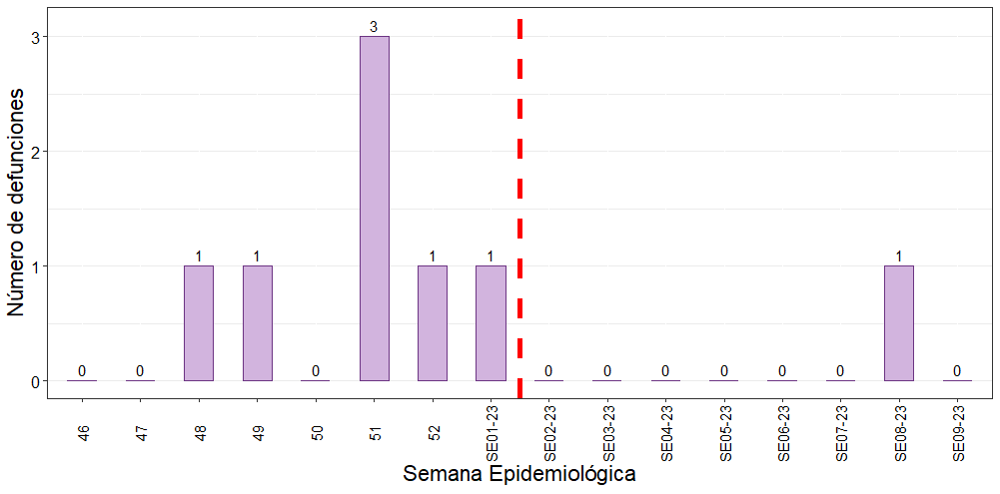 Número de defunciones
3
2
1
0
0 0 1 1 0 3 1 1 0 0 0 0 0 0 1 0
46 47 48 49 50 51 52 SE01-23 SE02-23 SE03-23 SE04-23 SE05-23 SE06-23 SE07-23 SE08-23 SE09-23
Semana Epidemiológica